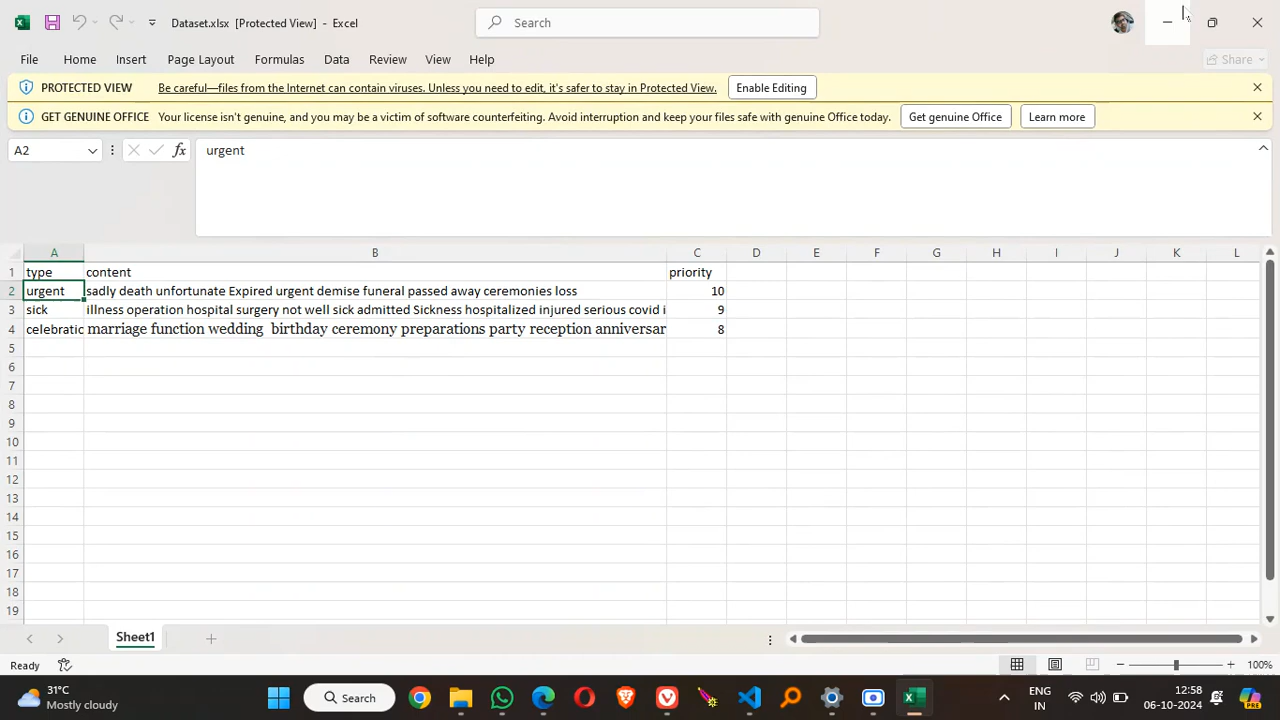 Dataset.xlsx [Protected View] - Excel
Search
File Home Insert Page Layout Formulas Data Review View Help
Share
PROTECTED VIEW Be careful—files from the Internet can contain viruses. Unless you need to edit, it's safer to stay in Protected View. Enable Editing
GET GENUINE OFFICE Your license isn't genuine, and you may be a victim of software counterfeiting. Avoid interruption and keep your files safe with genuine Office today. Get genuine Office Learn more
A2 fx urgent
A B C D E F G H I J K L
1 type content priority
2 urgent sadly death unfortunate Expired urgent demise funeral passed away ceremonies loss 10
3 sick illness operation hospital surgery not well sick admitted Sickness hospitalized injured serious covid i 9
4 celebratic marriage function wedding birthday ceremony preparations party reception anniversar 8
5
6
7
8
9
10
11
12
13
14
15
16
17
18
19
Sheet1
Ready 100%
31°C
Mostly cloudy
Search
ENG
IN
12:58
06-10-2024
PRE